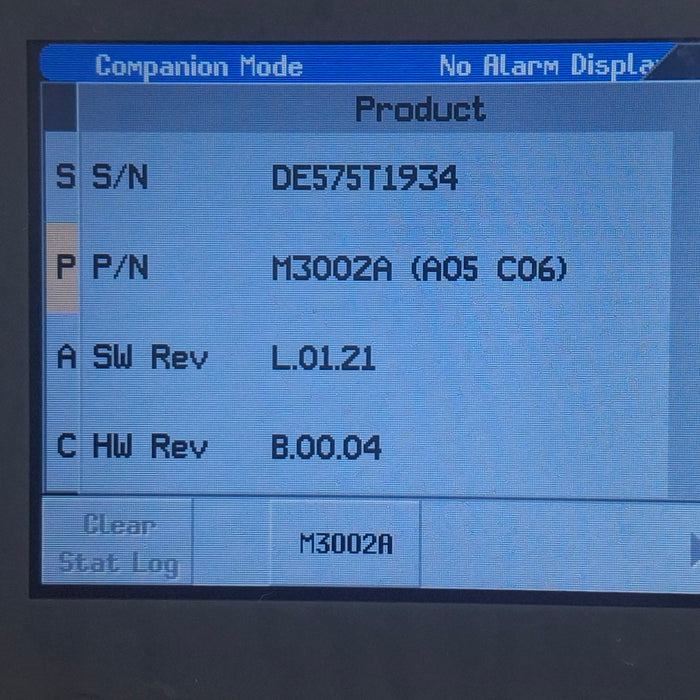 Companion Mode No Alarm Displa
Product
S S/N DE575T1934
P P/N M3002A (A05 C06)
A SW Rev L.01.21
C HW Rev B.00.04
Clear
Stat Log
M3002A